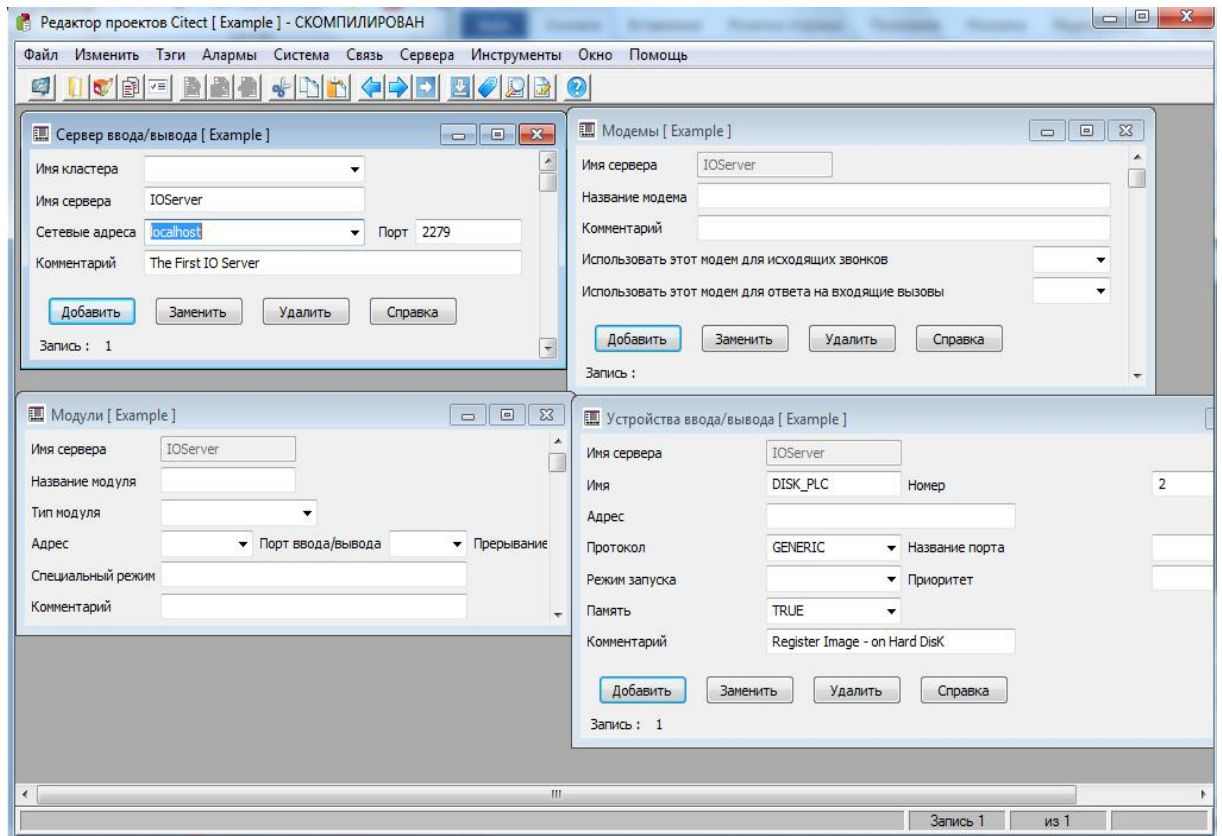 Редактор проектов Citect [ Example ] - СКОМПИЛИРОВАН
Файл Изменить Тэги Алармы Система Связь Сервера Инструменты Окно Помощь
Сервер ввода/вывода [ Example ]
Имя кластера
Имя сервера IOServer
Сетевые адреса localhost Порт 2279
Комментарий The First IO Server
Добавить Заменить Удалить Справка
Запись : 1
Модемы [ Example ]
Имя сервера IOServer
Название модема
Комментарий
Использовать этот модем для исходящих звонков
Использовать этот модем для ответа на входящие вызовы
Добавить Заменить Удалить Справка
Запись :
Модули [ Example ]
Имя сервера IOServer
Название модуля
Тип модуля
Адрес Порт ввода/вывода Прерывание
Специальный режим
Комментарий
Устройства ввода/вывода [ Example ]
Имя сервера IOServer
Имя DISK_PLC Номер 2
Адрес
Протокол GENERIC Название порта
Режим запуска Приоритет
Память TRUE
Комментарий Register Image - on Hard DisK
Добавить Заменить Удалить Справка
Запись : 1
Запись 1 из 1